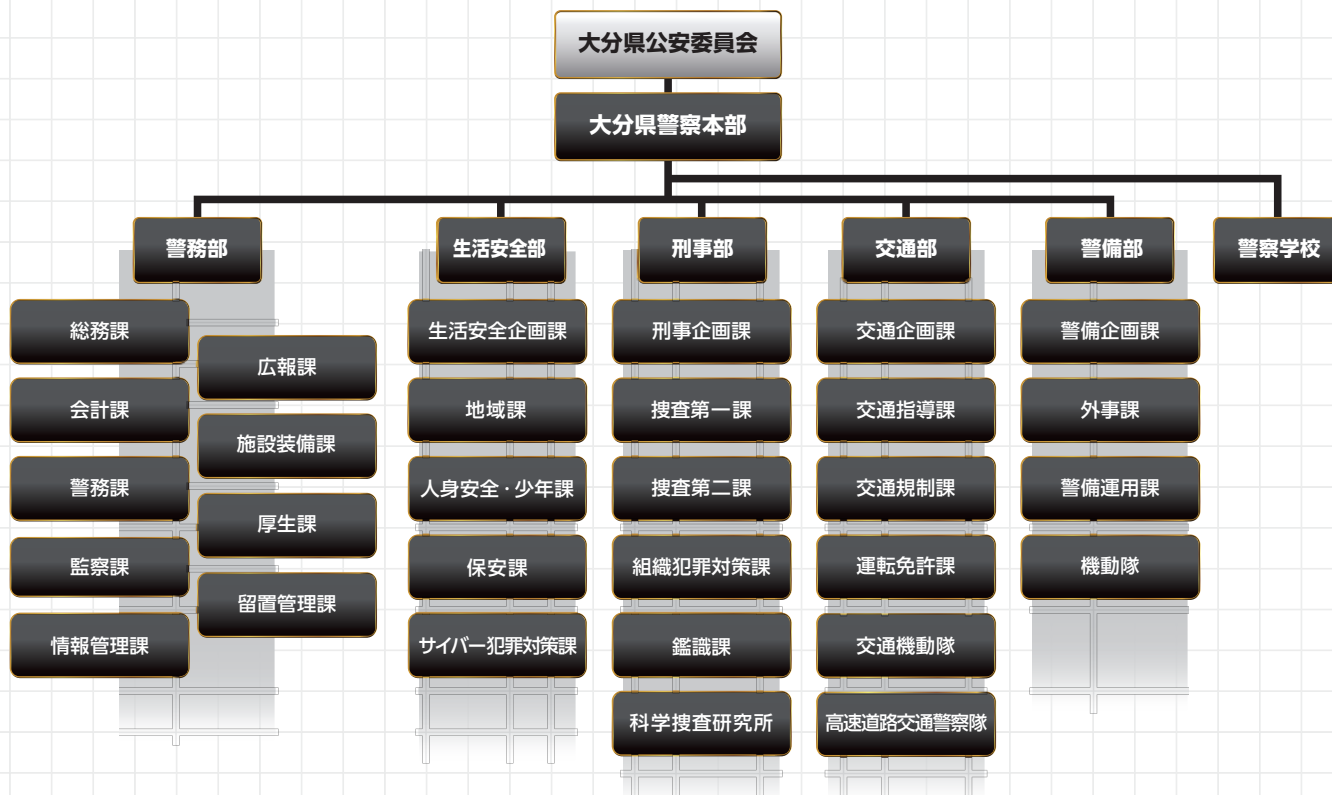 大分県公安委員会
大分県警察本部
警務部
総務課
広報課
会計課
施設装備課
警務課
厚生課
監察課
留置管理課
情報管理課
生活安全部
生活安全企画課
地域課
人身安全・少年課
保安課
サイバー犯罪対策課
刑事部
刑事企画課
捜査第一課
捜査第二課
組織犯罪対策課
鑑識課
科学捜査研究所
交通部
交通企画課
交通指導課
交通規制課
運転免許課
交通機動隊
高速道路交通警察隊
警備部
警備企画課
外事課
警備運用課
機動隊
警察学校